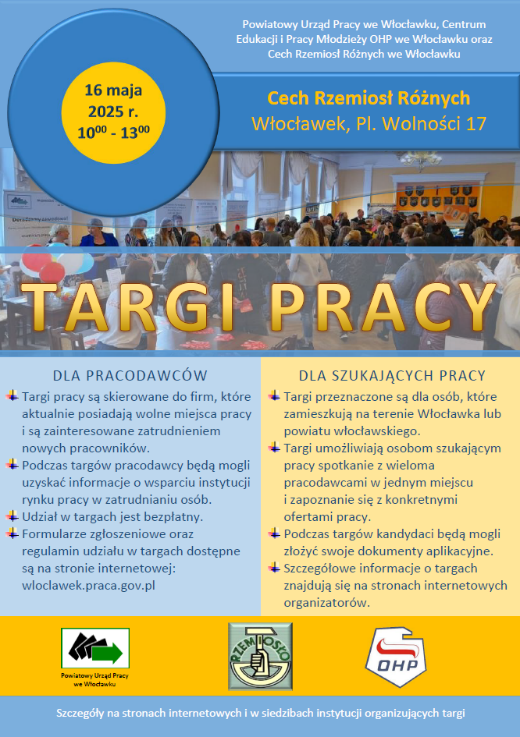 Powiatowy Urząd Pracy we Włocławku, Centrum
Edukacji i Pracy Młodzieży OHP we Włocławku oraz
Cech Rzemiosł Różnych we Włocławku
16 maja
2025 r.
10⁰⁰ - 13⁰⁰
Cech Rzemiosł Różnych
Włocławek, Pl. Wolności 17
TARGI PRACY
DLA PRACODAWCÓW
Targi pracy są skierowane do firm, które
aktualnie posiadają wolne miejsca pracy
i są zainteresowane zatrudnieniem
nowych pracowników.
Podczas targów pracodawcy będą mogli
uzyskać informacje o wsparciu instytucji
rynku pracy w zatrudnianiu osób.
Udział w targach jest bezpłatny.
Formularze zgłoszeniowe oraz
regulamin udziału w targach dostępne
są na stronie internetowej:
wloclawek.praca.gov.pl
DLA SZUKAJĄCYCH PRACY
Targi przeznaczone są dla osób, które
zamieszkują na terenie Włocławka lub
powiatu włocławskiego.
Targi umożliwiają osobom szukającym
pracy spotkanie z wieloma
pracodawcami w jednym miejscu
i zapoznanie się z konkretnymi
ofertami pracy.
Podczas targów kandydaci będą mogli
złożyć swoje dokumenty aplikacyjne.
Szczegółowe informacje o targach
znajdują się na stronach internetowych
organizatorów.
Powiatowy Urząd Pracy
we Włocławku
RZEMIOSŁO
OHP
Szczegóły na stronach internetowych i w siedzibach instytucji organizujących targi